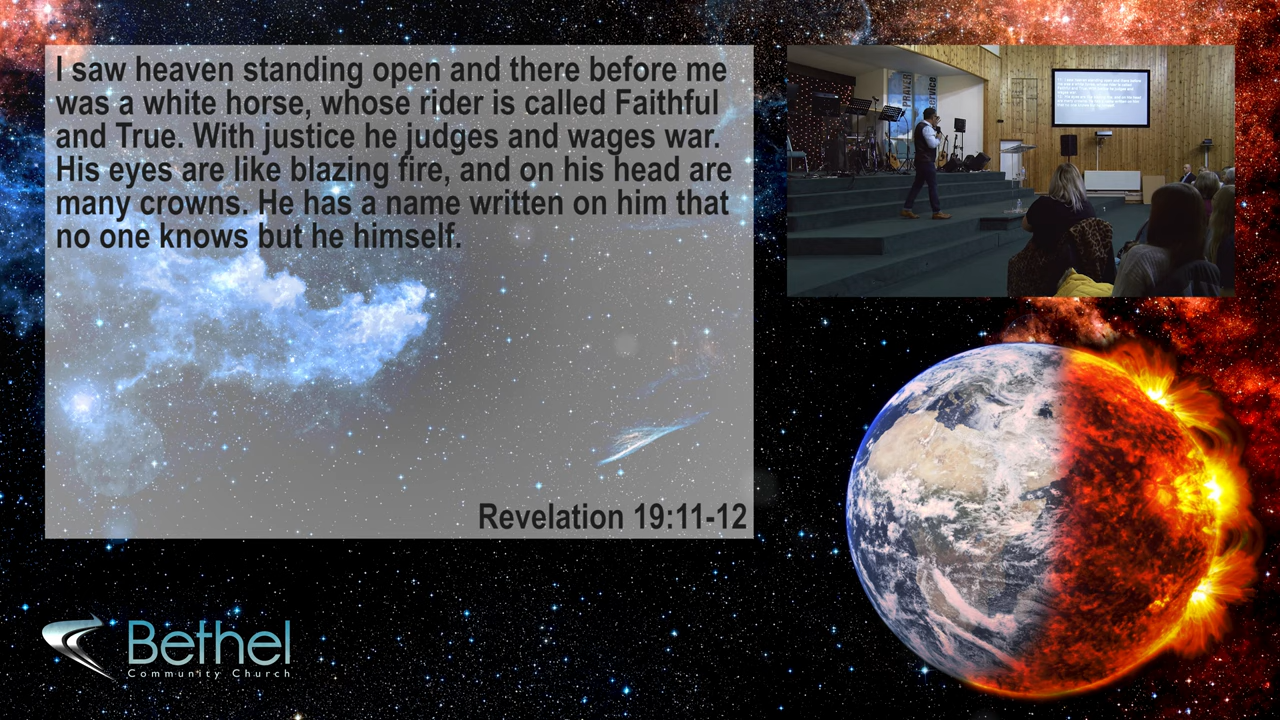 I saw heaven standing open and there before me
was a white horse, whose rider is called Faithful
and True. With justice he judges and wages war.
His eyes are like blazing fire, and on his head are
many crowns. He has a name written on him that
no one knows but he himself.
Revelation 19:11-12
PRAYER
Bethel
Community Church